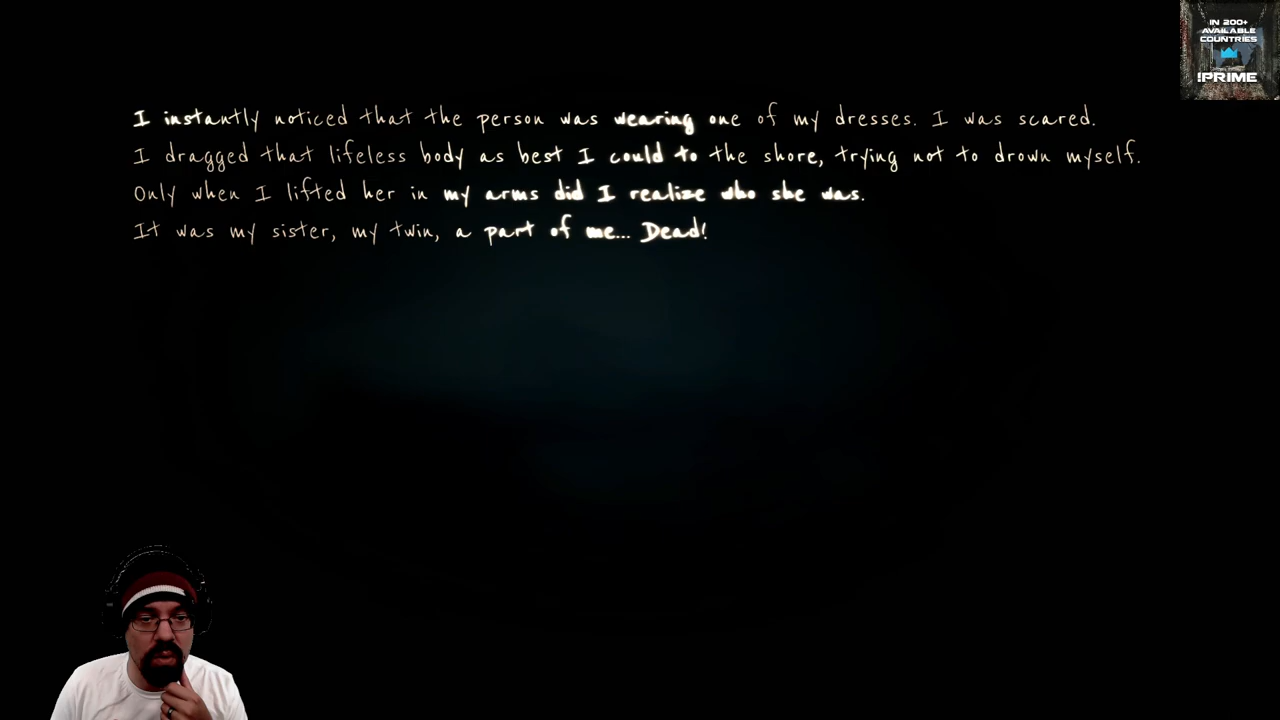 IN 200+
AVAILABLE
COUNTRIES
!PRIME
I instantly noticed that the person was wearing one of my dresses. I was scared.
I dragged that lifeless body as best I could to the shore, trying not to drown myself.
Only when I lifted her in my arms did I realize who she was.
It was my sister, my twin, a part of me... Dead!